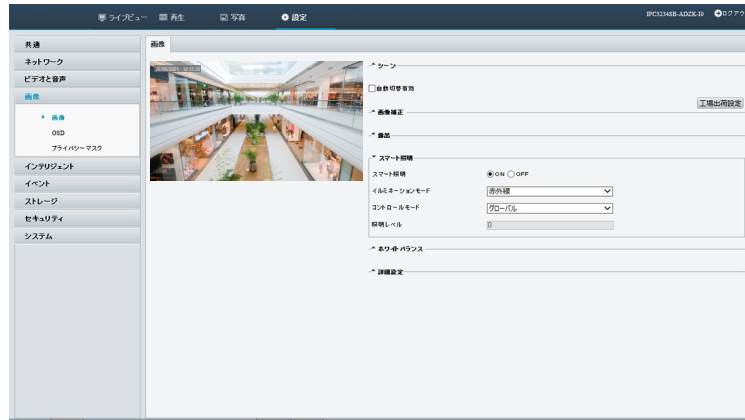 ライブビュー 再生 写真 設定 IPC3234SB-ADZK-I0 ログアウ
共通
ネットワーク
ビデオと音声
画像
画像
OSD
プライバシーマスク
インテリジェント
イベント
ストレージ
セキュリティ
システム
画像
シーン
自動切替有効
工場出荷設定
画像補正
露出
スマート照明
スマート照明 ON OFF
イルミネーションモード 赤外線
コントロールモード グローバル
照明レベル 0
ホワイトバランス
詳細設定